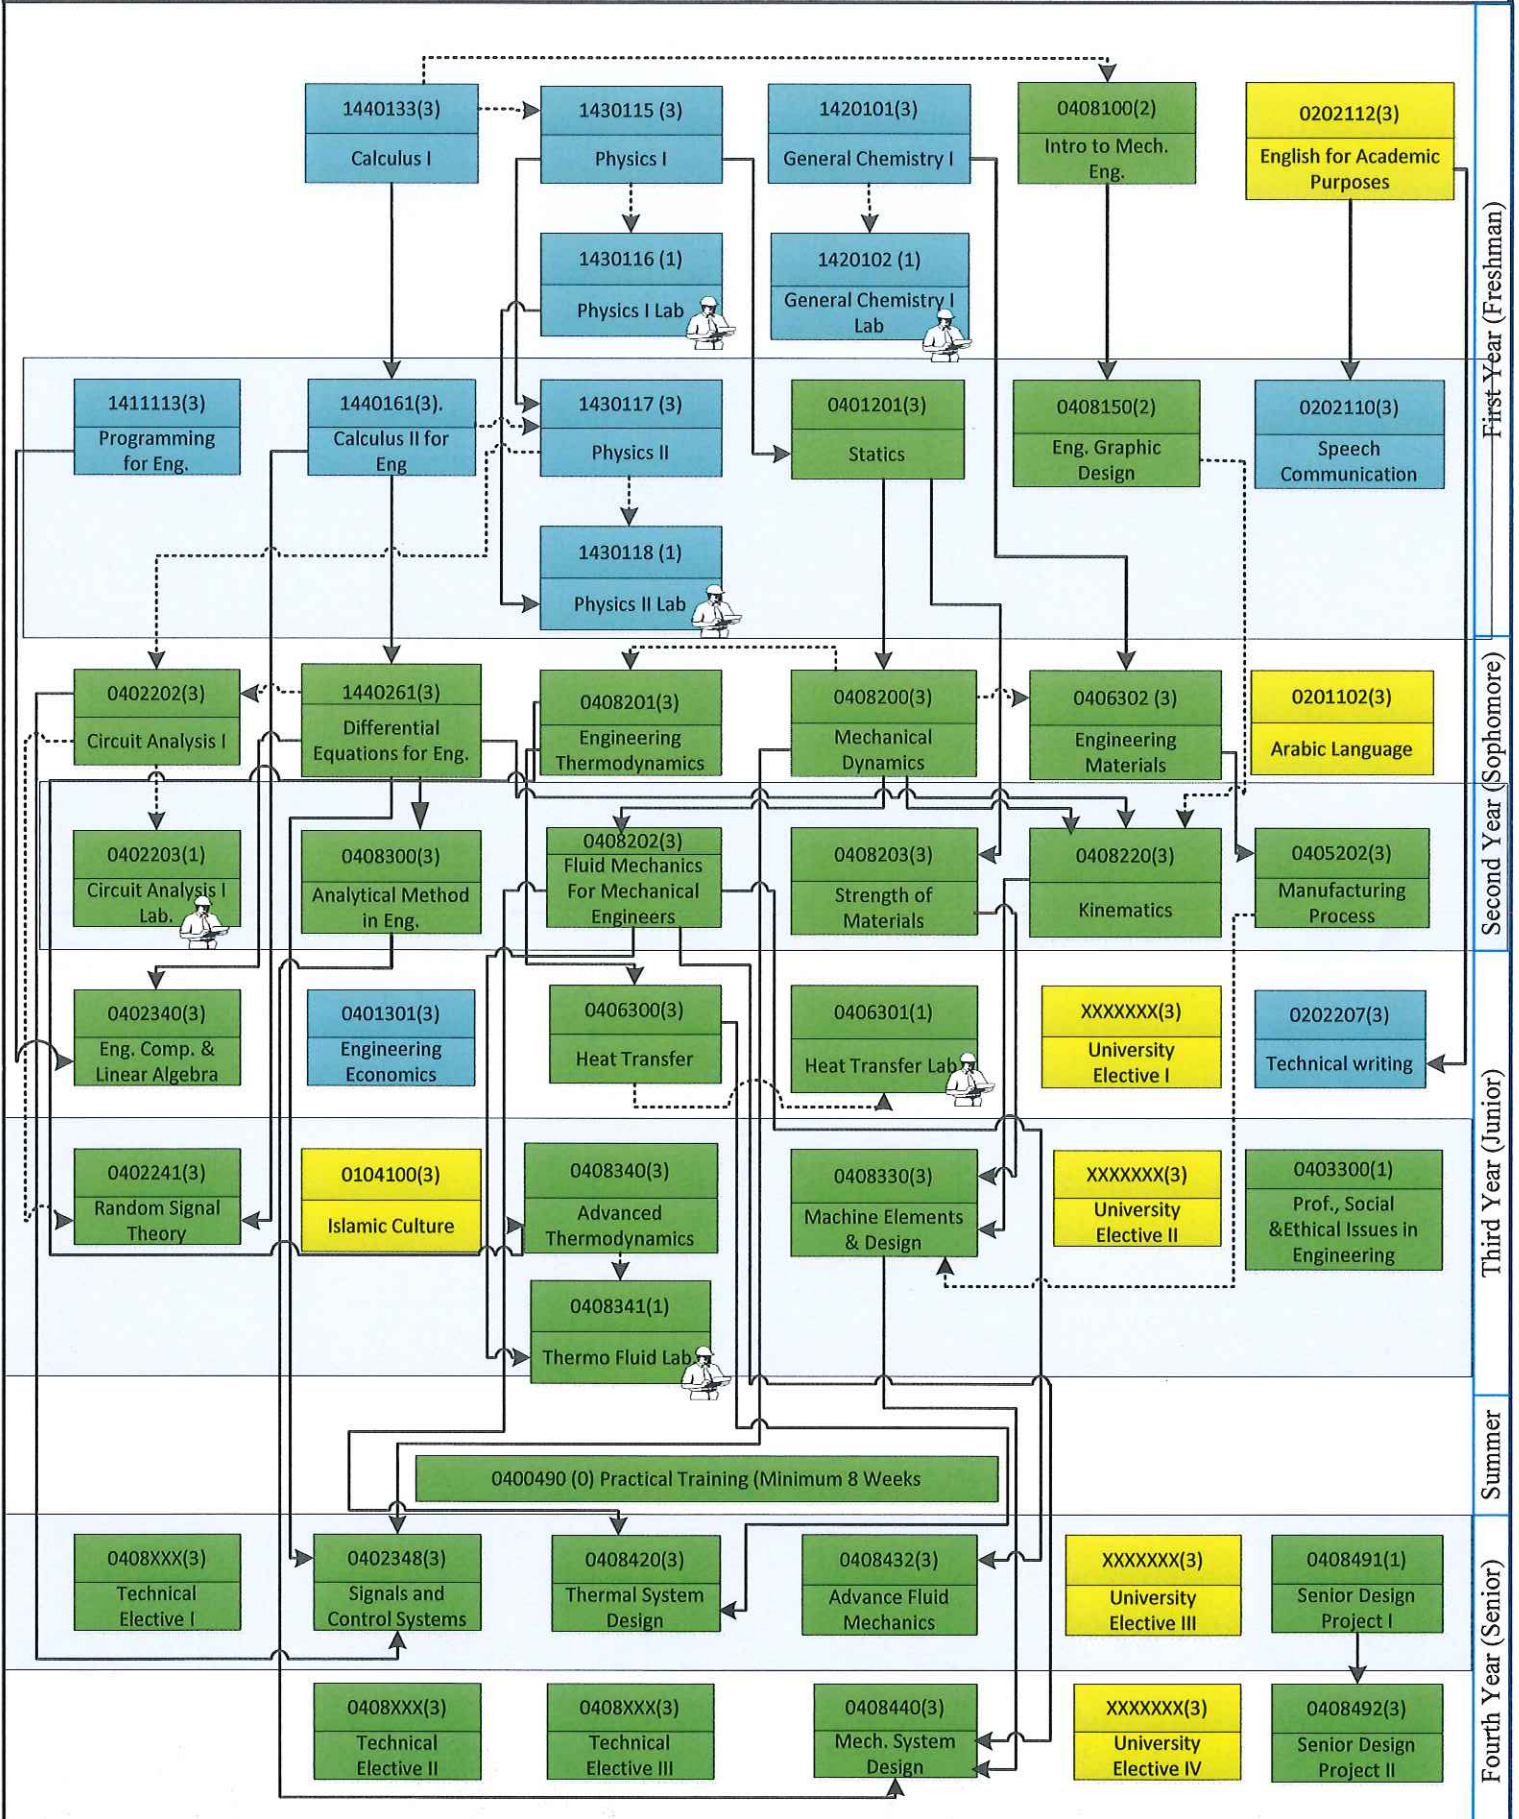 1440133(3)
Calculus I
1430115 (3)
Physics I
1420101(3)
General Chemistry I
0408100(2)
Intro to Mech.
Eng.
0202112(3)
English for Academic
Purposes
1430116 (1)
Physics I Lab
1420102 (1)
General Chemistry I
Lab
First Year (Freshman)
1411113(3)
Programming
for Eng.
1440161(3).
Calculus II for
Eng
1430117 (3)
Physics II
0401201(3)
Statics
0408150(2)
Eng. Graphic
Design
0202110(3)
Speech
Communication
1430118 (1)
Physics II Lab
0402202(3)
Circuit Analysis I
1440261(3)
Differential
Equations for Eng.
0408201(3)
Engineering
Thermodynamics
0408200(3)
Mechanical
Dynamics
0406302 (3)
Engineering
Materials
0201102(3)
Arabic Language
Second Year (Sophomore)
0402203(1)
Circuit Analysis I
Lab.
0408300(3)
Analytical Method
in Eng.
0408202(3)
Fluid Mechanics
For Mechanical
Engineers
0408203(3)
Strength of
Materials
0408220(3)
Kinematics
0405202(3)
Manufacturing
Process
0402340(3)
Eng. Comp. &
Linear Algebra
0401301(3)
Engineering
Economics
0406300(3)
Heat Transfer
0406301(1)
Heat Transfer Lab
XXXXXXX(3)
University
Elective I
0202207(3)
Technical writing
Third Year (Junior)
0402241(3)
Random Signal
Theory
0104100(3)
Islamic Culture
0408340(3)
Advanced
Thermodynamics
0408330(3)
Machine Elements
& Design
XXXXXXX(3)
University
Elective II
0403300(1)
Prof., Social
&Ethical Issues in
Engineering
0408341(1)
Thermo Fluid Lab
Summer
0400490 (0) Practical Training (Minimum 8 Weeks
0408XXX(3)
Technical
Elective I
0402348(3)
Signals and
Control Systems
0408420(3)
Thermal System
Design
0408432(3)
Advance Fluid
Mechanics
XXXXXXX(3)
University
Elective III
0408491(1)
Senior Design
Project I
Fourth Year (Senior)
0408XXX(3)
Technical
Elective II
0408XXX(3)
Technical
Elective III
0408440(3)
Mech. System
Design
XXXXXXX(3)
University
Elective IV
0408492(3)
Senior Design
Project II